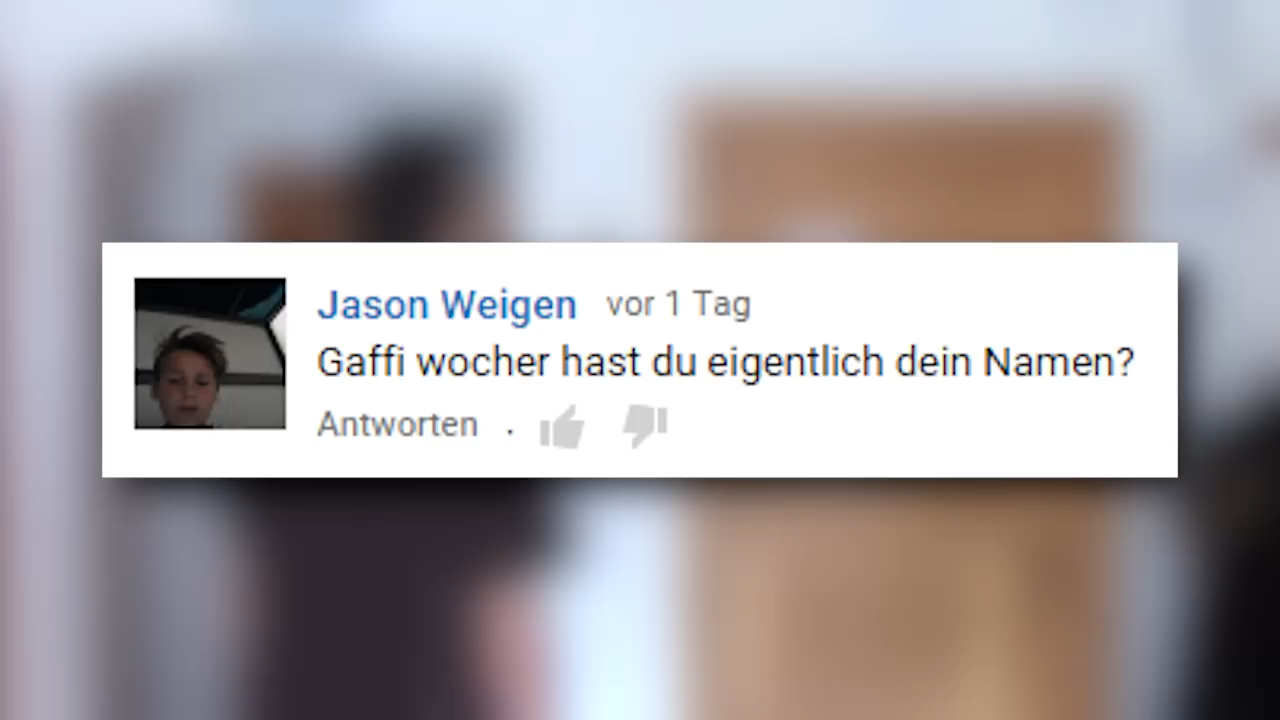 Jason Weigen vor 1 Tag
Gaffi wocher hast du eigentlich dein Namen?
Antworten .